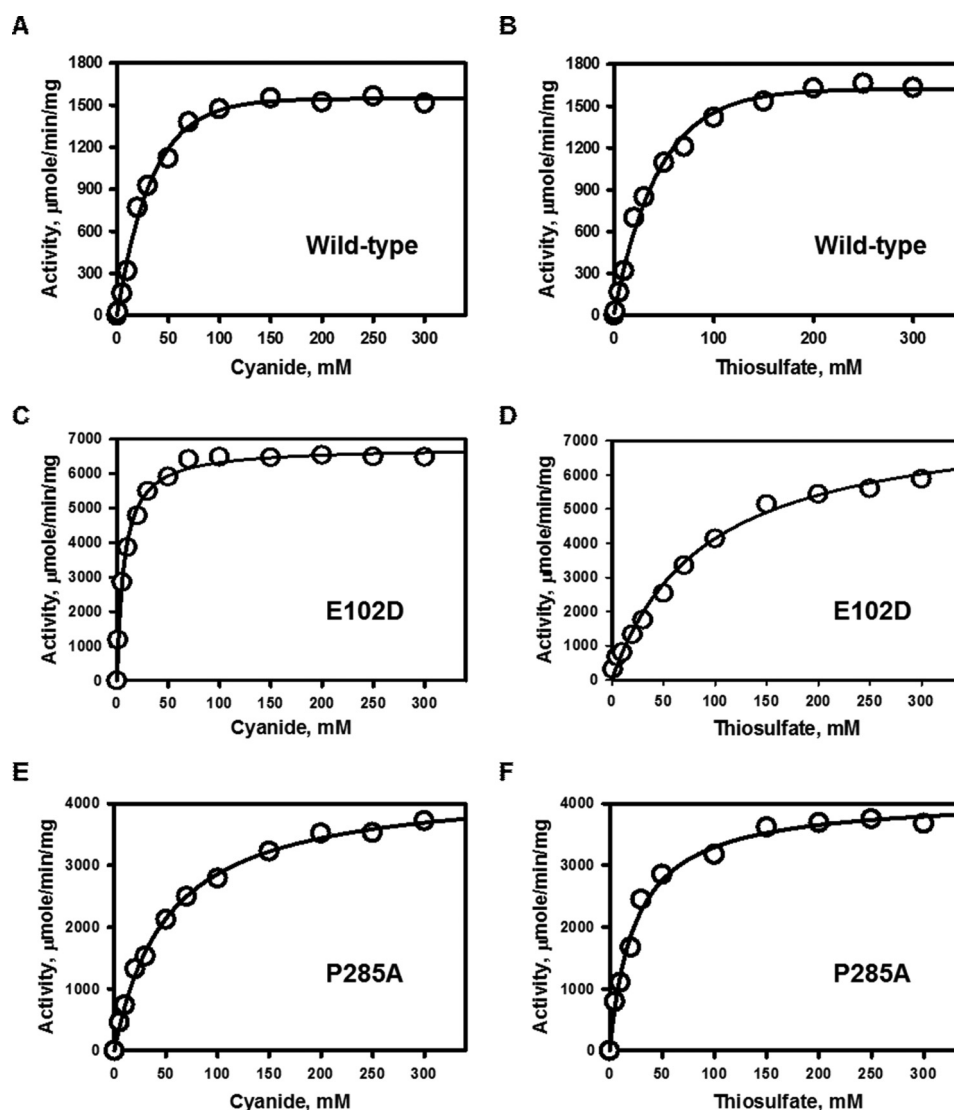 A
Activity, µmole/min/mg
1800
1500
1200
900
600
300
0
Wild-type
0 50 100 150 200 250 300
Cyanide, mM
B
Activity, µmole/min/mg
1800
1500
1200
900
600
300
0
Wild-type
0 100 200 300
Thiosulfate, mM
C
Activity, µmole/min/mg
7000
6000
5000
4000
3000
2000
1000
0
E102D
0 50 100 150 200 250 300
Cyanide, mM
D
Activity, µmole/min/mg
7000
6000
5000
4000
3000
2000
1000
0
E102D
0 50 100 150 200 250 300
Thiosulfate, mM
E
Activity, µmole/min/mg
4000
3000
2000
1000
0
P285A
0 50 100 150 200 250 300
Cyanide, mM
F
Activity, µmole/min/mg
4000
3000
2000
1000
0
P285A
0 50 100 150 200 250 300
Thiosulfate, mM